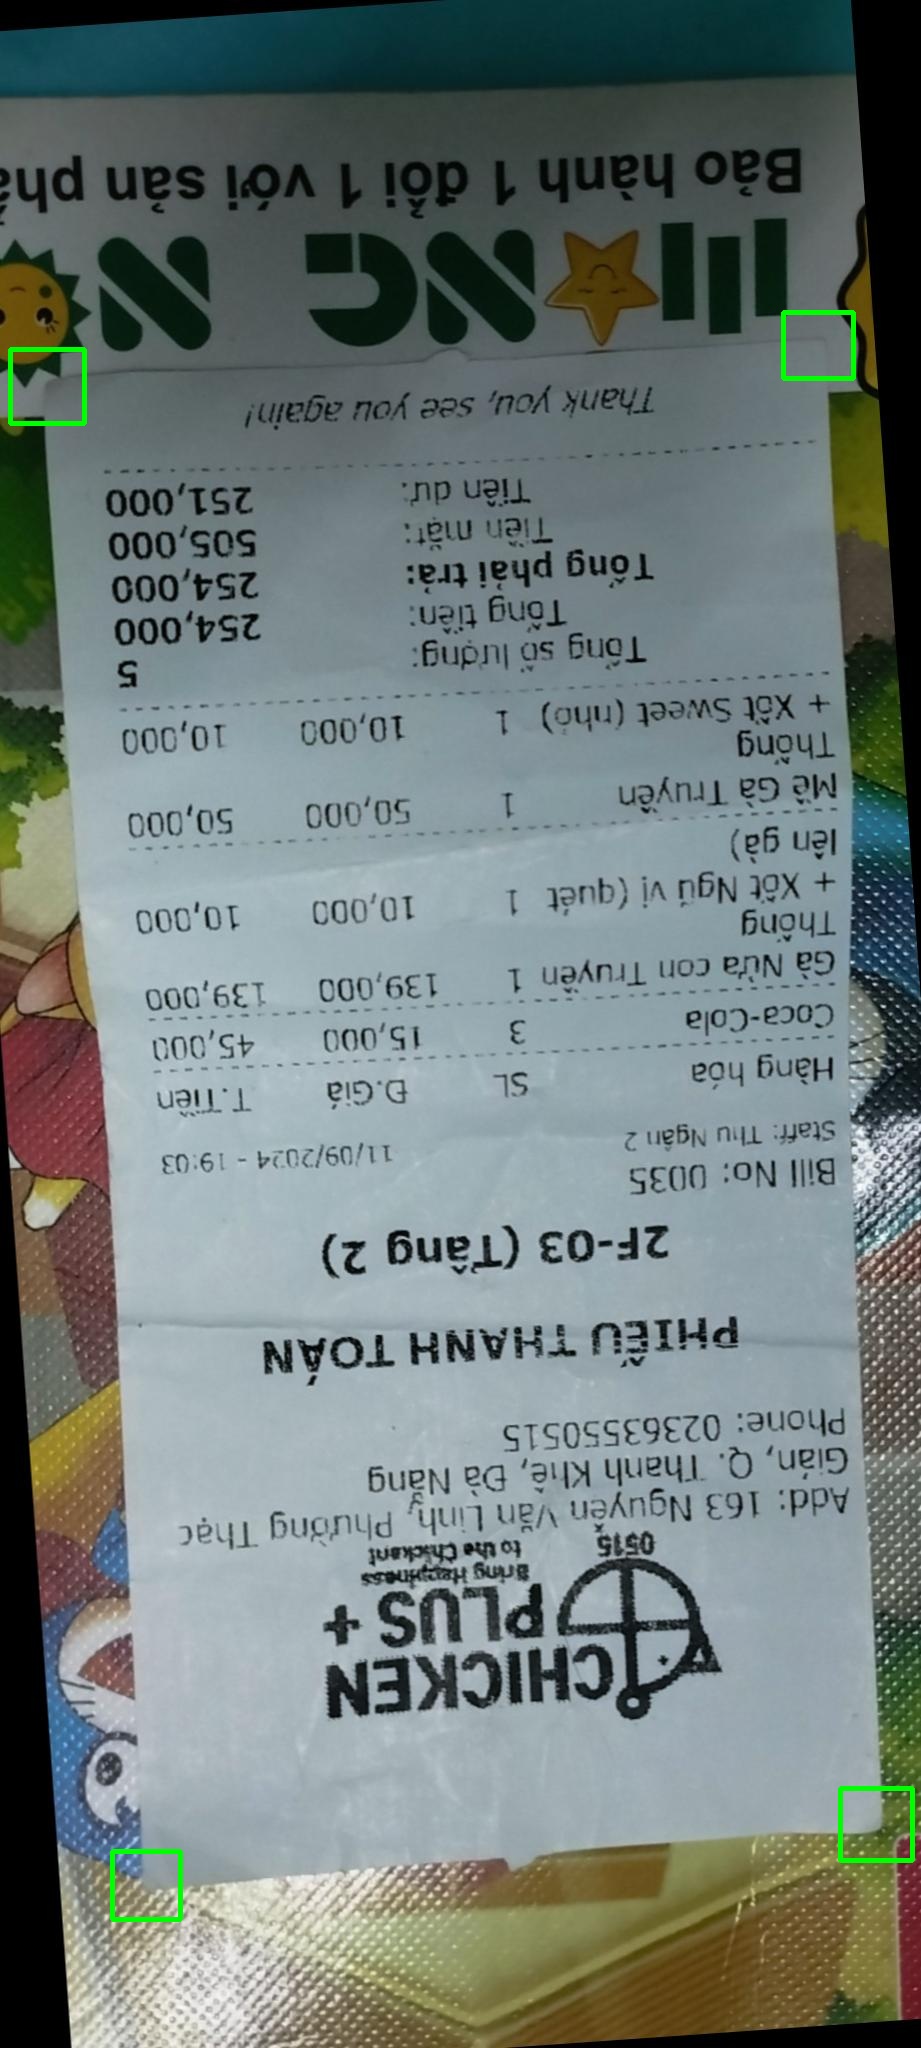 CHICKEN
PLUS +
Bring Happiness
to the Chickant
0515
Add: 163 Nguyễn Văn Linh, Phường Thạc
Gián, Q. Thanh Khê, Đà Nẵng
Phone: 02363550515
PHIẾU THANH TOÁN
2F-03 (Tầng 2)
Bill No: 0035
Staff: Thu Ngân 2 11/09/2024 - 19:03
Hàng hóa SL Đ.Giá T.Tiền
Coca-Cola 3 15,000 45,000
Gà Nửa con Truyền 1 139,000 139,000
Thống
+ Xốt Ngũ vị (quét 1 10,000 10,000
lên gà)
Mề Gà Truyền 1 50,000 50,000
Thống
+ Xốt Sweet (nhỏ) 1 10,000 10,000
Tổng số lượng: 5
Tổng tiền: 254,000
Tổng phải trả: 254,000
Tiền mặt: 505,000
Tiền dư: 251,000
Thank you, see you again!
Bảo hành 1 đổi 1 với sản